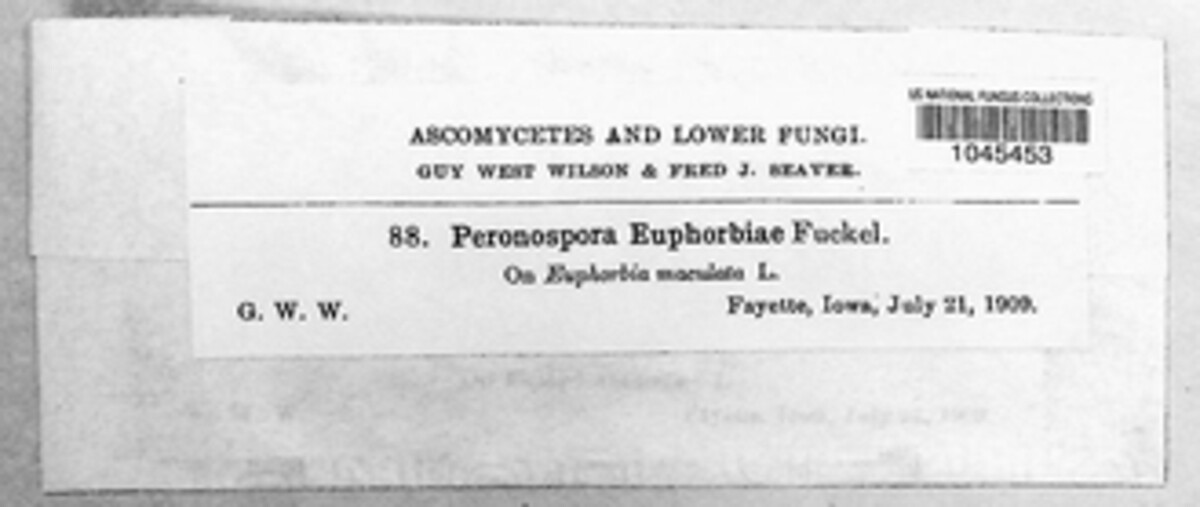 US NATIONAL FUNGUS COLLECTIONS
1045453
ASCOMYCETES AND LOWER FUNGI.
GUY WEST WILSON & FRED J. SEAVER.
88. Peronospora Euphorbiae Fuckel.
On Euphorbia maculata L.
G. W. W. Fayette, Iowa, July 21, 1909.